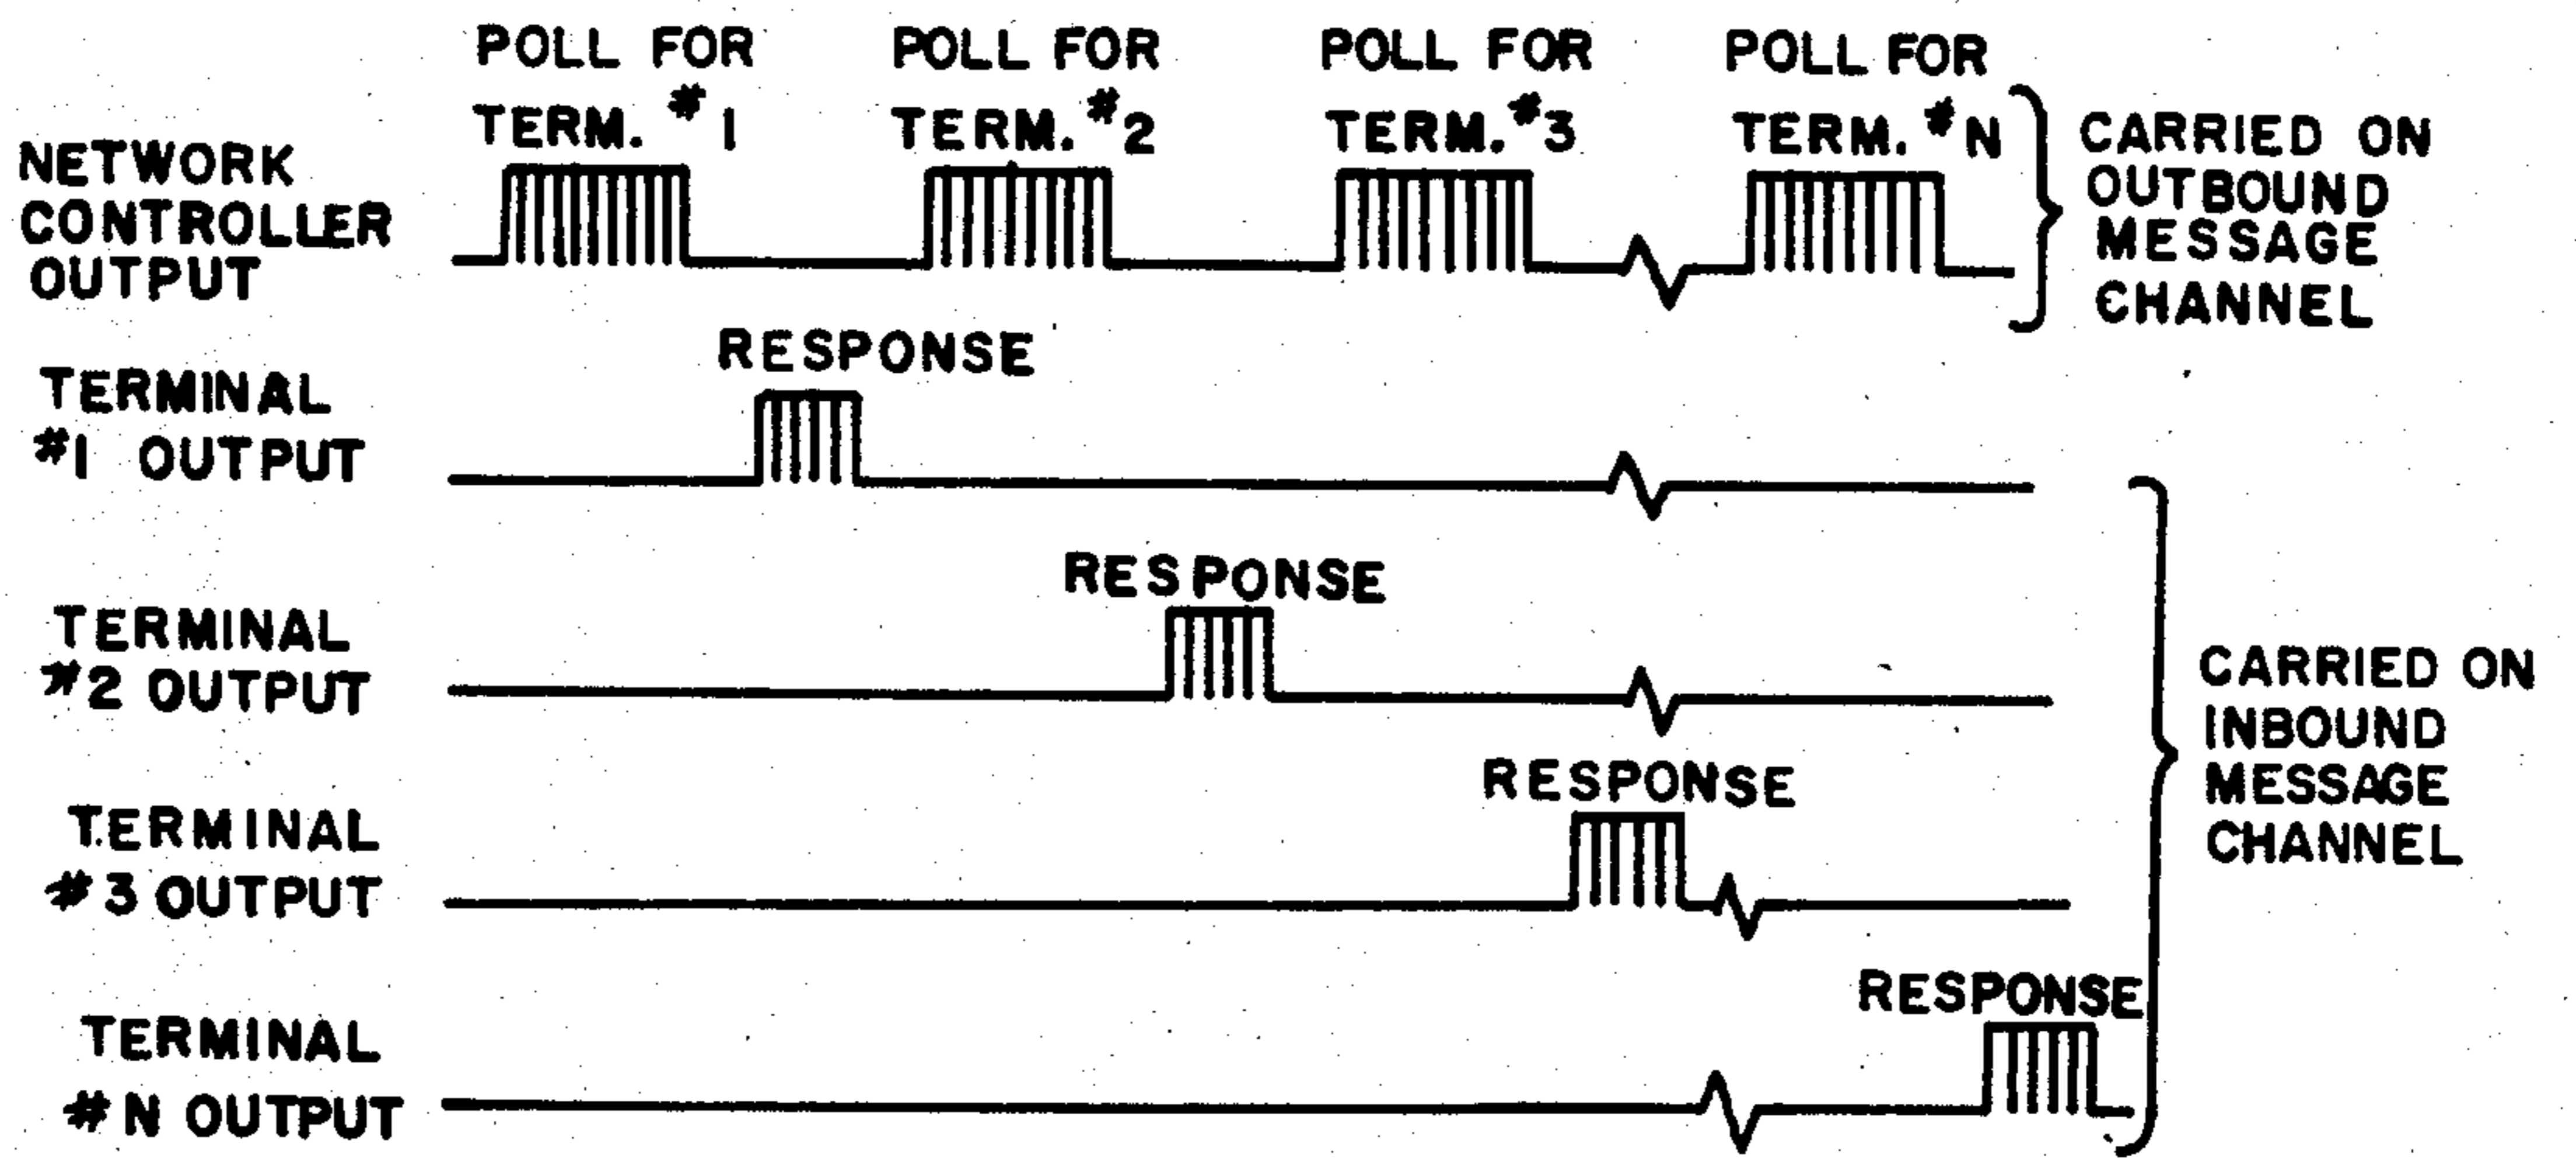 POLL FOR
TERM. #1
POLL FOR
TERM. #2
POLL FOR
TERM. #3
POLL FOR
TERM. #N
NETWORK
CONTROLLER
OUTPUT
CARRIED ON
OUTBOUND
MESSAGE
CHANNEL
RESPONSE
TERMINAL
#1 OUTPUT
RESPONSE
TERMINAL
#2 OUTPUT
RESPONSE
TERMINAL
#3 OUTPUT
RESPONSE
TERMINAL
#N OUTPUT
CARRIED ON
INBOUND
MESSAGE
CHANNEL